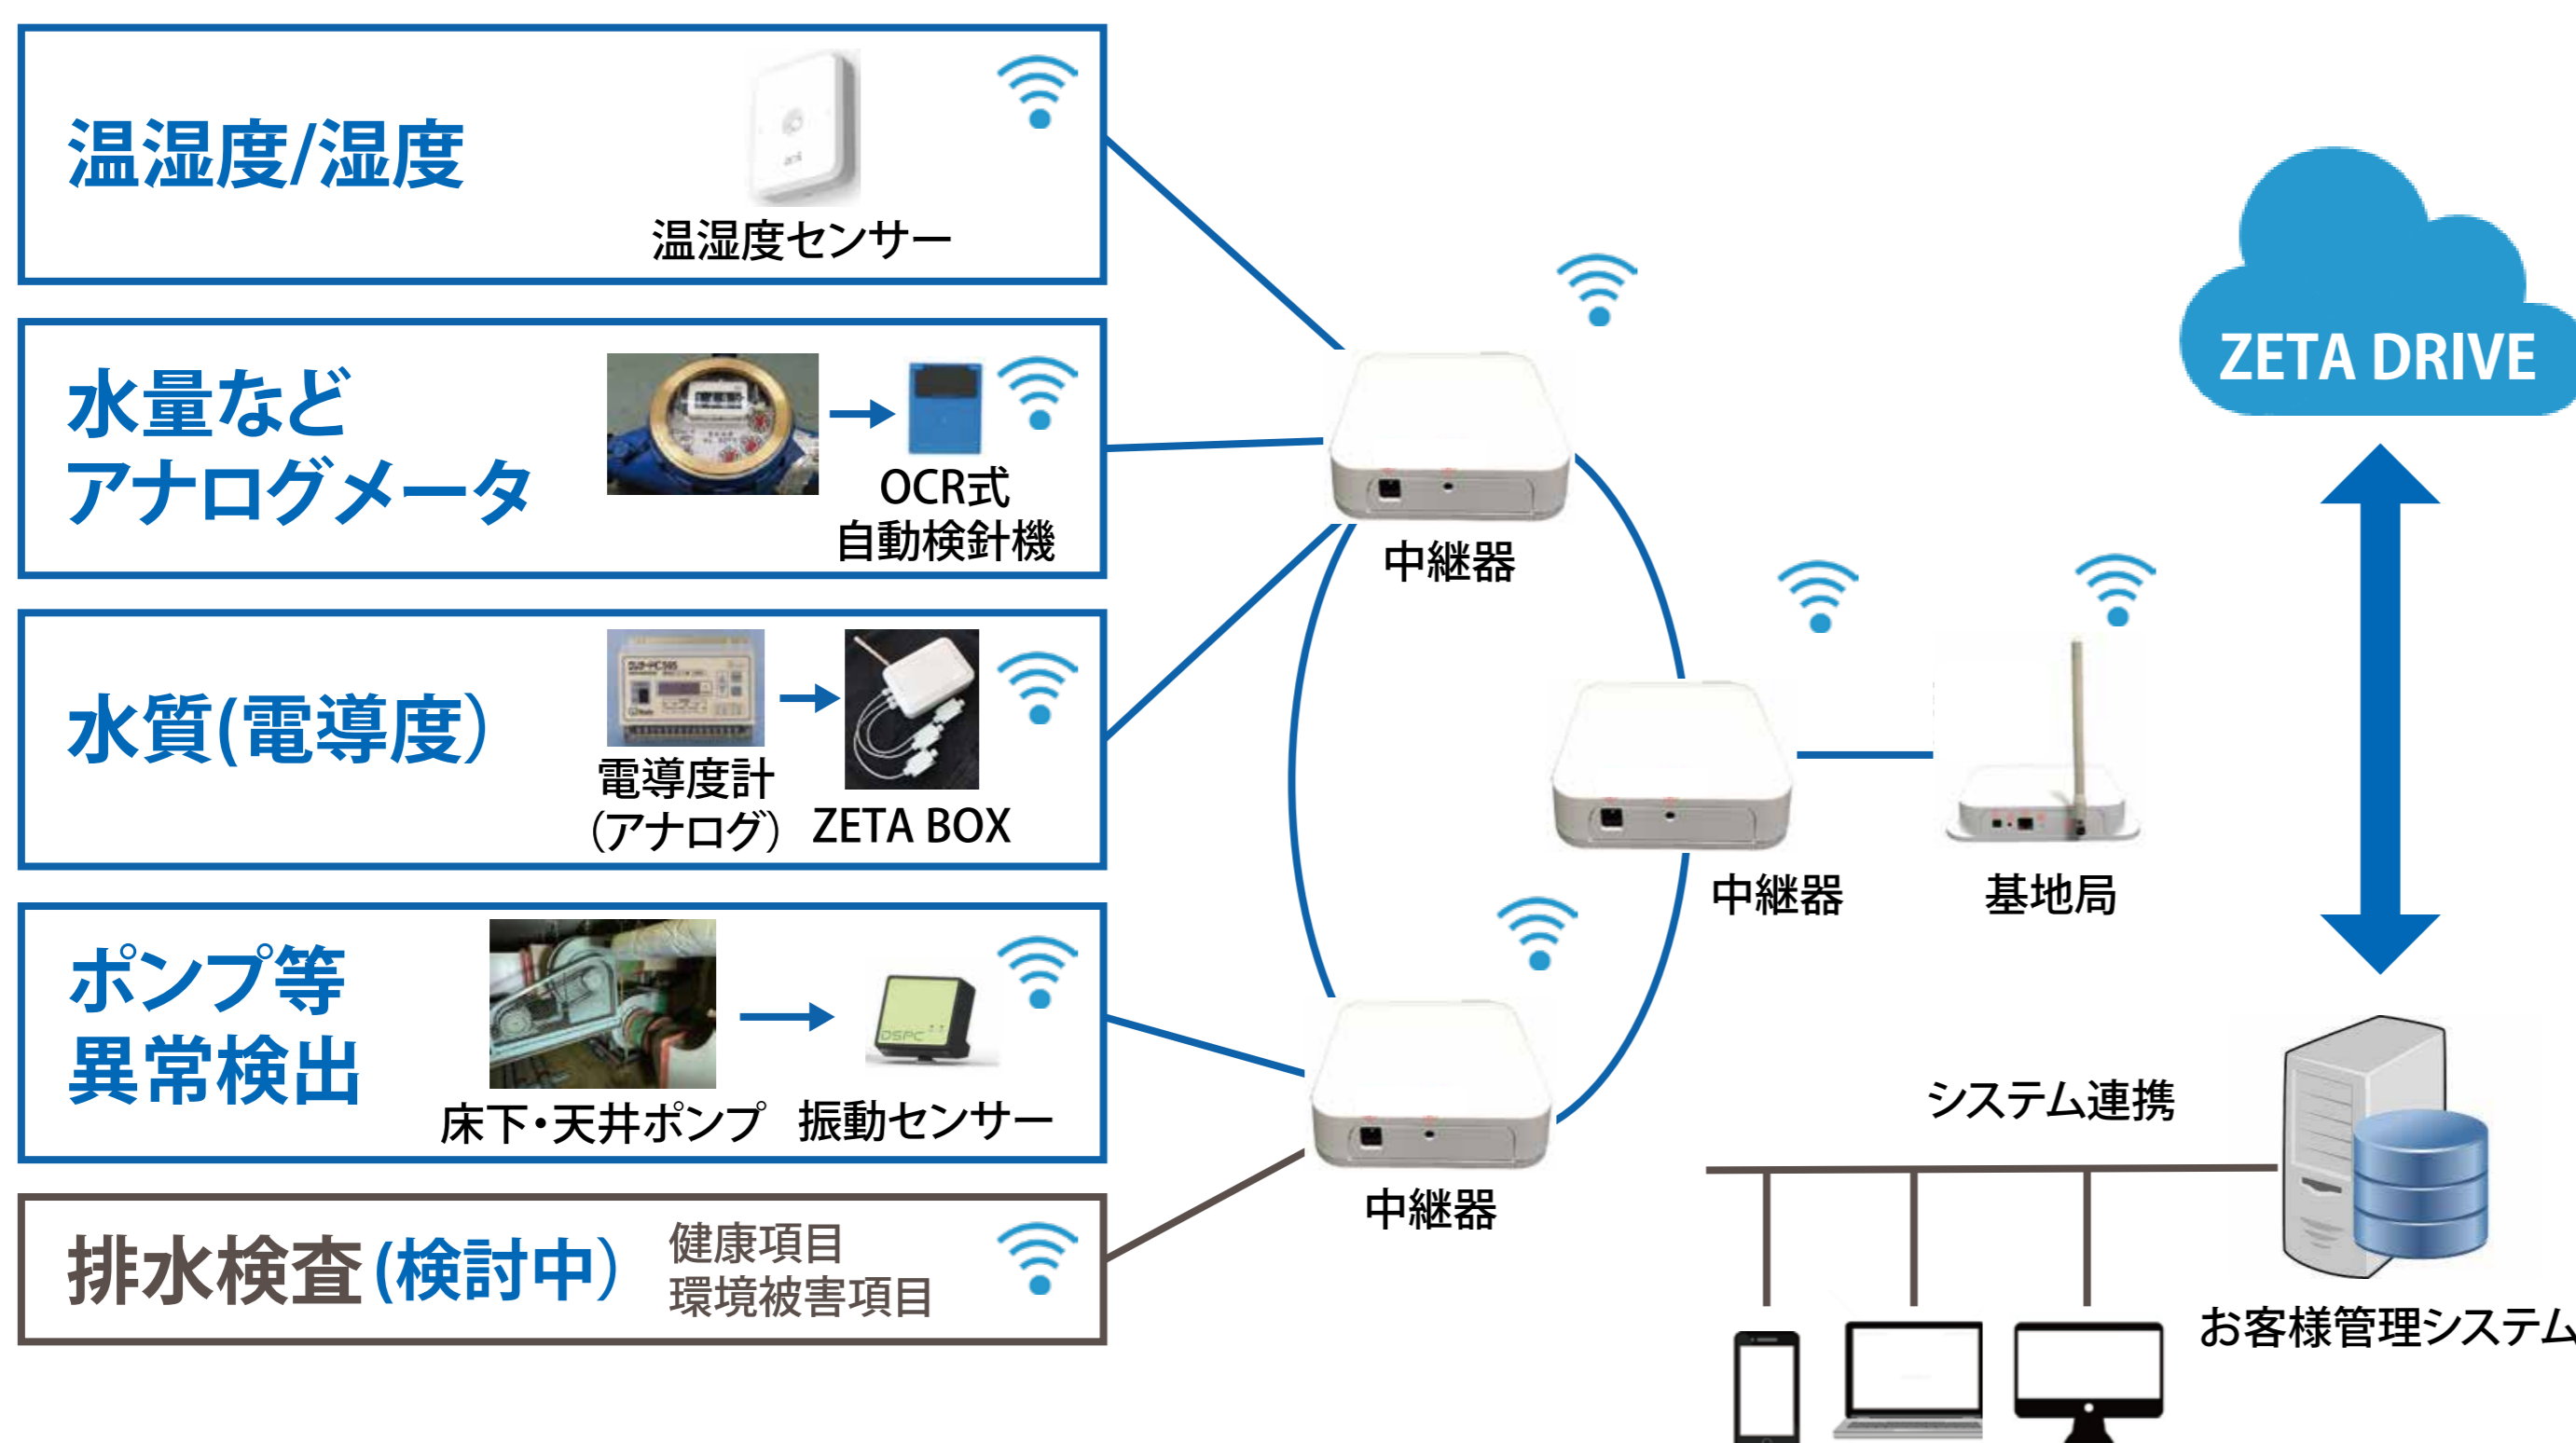 温湿度/湿度
温湿度センサー
水量など
アナログメータ
OCR式
自動検針機
水質(電導度)
電導度計
(アナログ)
ZETA BOX
ポンプ等
異常検出
DSPC
床下・天井ポンプ
振動センサー
排水検査(検討中)
健康項目
環境被害項目
中継器
中継器
中継器
基地局
ZETA DRIVE
システム連携
お客様管理システム